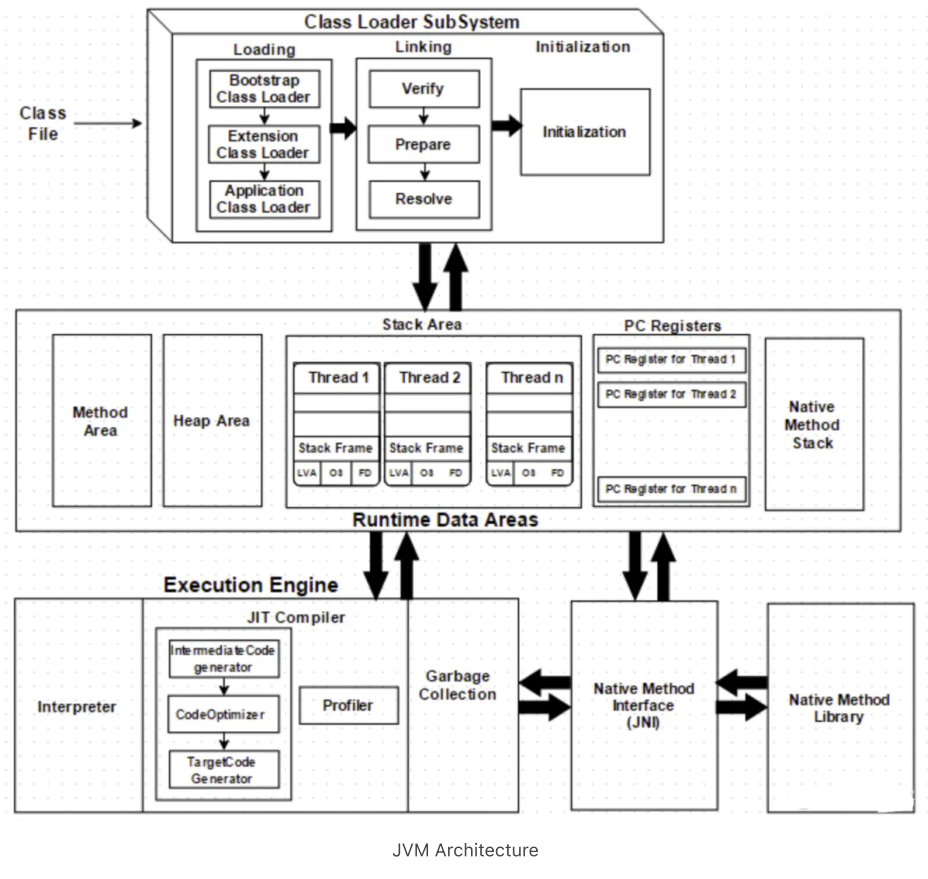 Class Loader SubSystem
Loading
Linking
Initialization
Class
File
Bootstrap
Class Loader
Extension
Class Loader
Application
Class Loader
Verify
Prepare
Resolve
Initialization
Stack Area
PC Registers
Method
Area
Heap Area
Thread 1
Stack Frame
LVA OS FD
Thread 2
Stack Frame
LVA OS FD
Thread n
Stack Frame
LVA OS FD
PC Register for Thread 1
PC Register for Thread 2
PC Register for Thread n
Native
Method
Stack
Runtime Data Areas
Execution Engine
Interpreter
JIT Compiler
IntermediateCode
generator
CodeOptimizer
TargetCode
Generator
Profiler
Garbage
Collection
Native Method
Interface
(JNI)
Native Method
Library
JVM Architecture